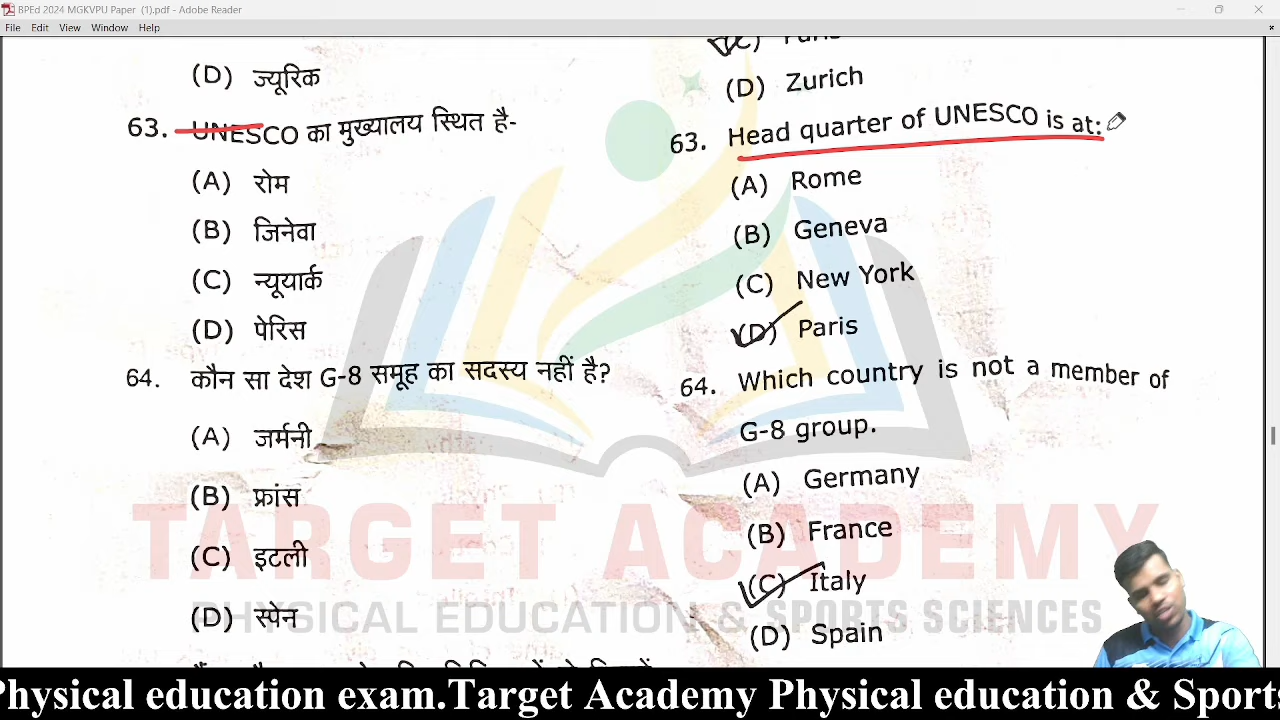 BPEd 2024 MGKVPU Paper (1).pdf - Adobe Reader
File Edit View Window Help
(D) ज्यूरिक
63. UNESCO का मुख्यालय स्थित है-
(A) रोम
(B) जिनेवा
(C) न्यूयार्क
(D) पेरिस
64. कौन सा देश G-8 समूह का सदस्य नहीं है?
(A) जर्मनी
(B) फ्रांस
(C) इटली
(D) स्पेन
(C) Paris
(D) Zurich
63. Head quarter of UNESCO is at:
(A) Rome
(B) Geneva
(C) New York
(D) Paris
64. Which country is not a member of
G-8 group.
(A) Germany
(B) France
(C) Italy
(D) Spain
TARGET ACADEMY
PHYSICAL EDUCATION & SPORTS SCIENCES
Physical education exam.Target Academy Physical education & Sport